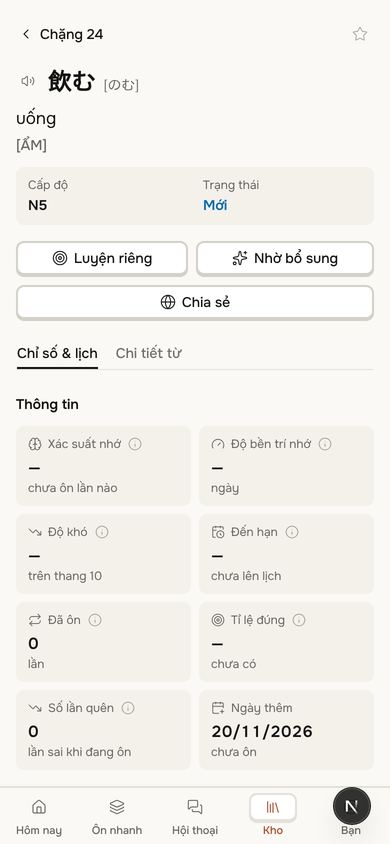 Chặng 24
飲む [のむ]
uống
[ẨM]
Cấp độ
N5
Trạng thái
Mới
Luyện riêng
Nhờ bổ sung
Chia sẻ
Chỉ số & lịch
Chi tiết từ
Thông tin
Xác suất nhớ
–
chưa ôn lần nào
Độ bền trí nhớ
–
ngày
Độ khó
–
trên thang 10
Đến hạn
–
chưa lên lịch
Đã ôn
0
lần
Tỉ lệ đúng
–
chưa có
Số lần quên
0
lần sai khi đang ôn
Ngày thêm
20/11/2026
chưa ôn
Hôm nay
Ôn nhanh
Hội thoại
Kho
N
Bạn